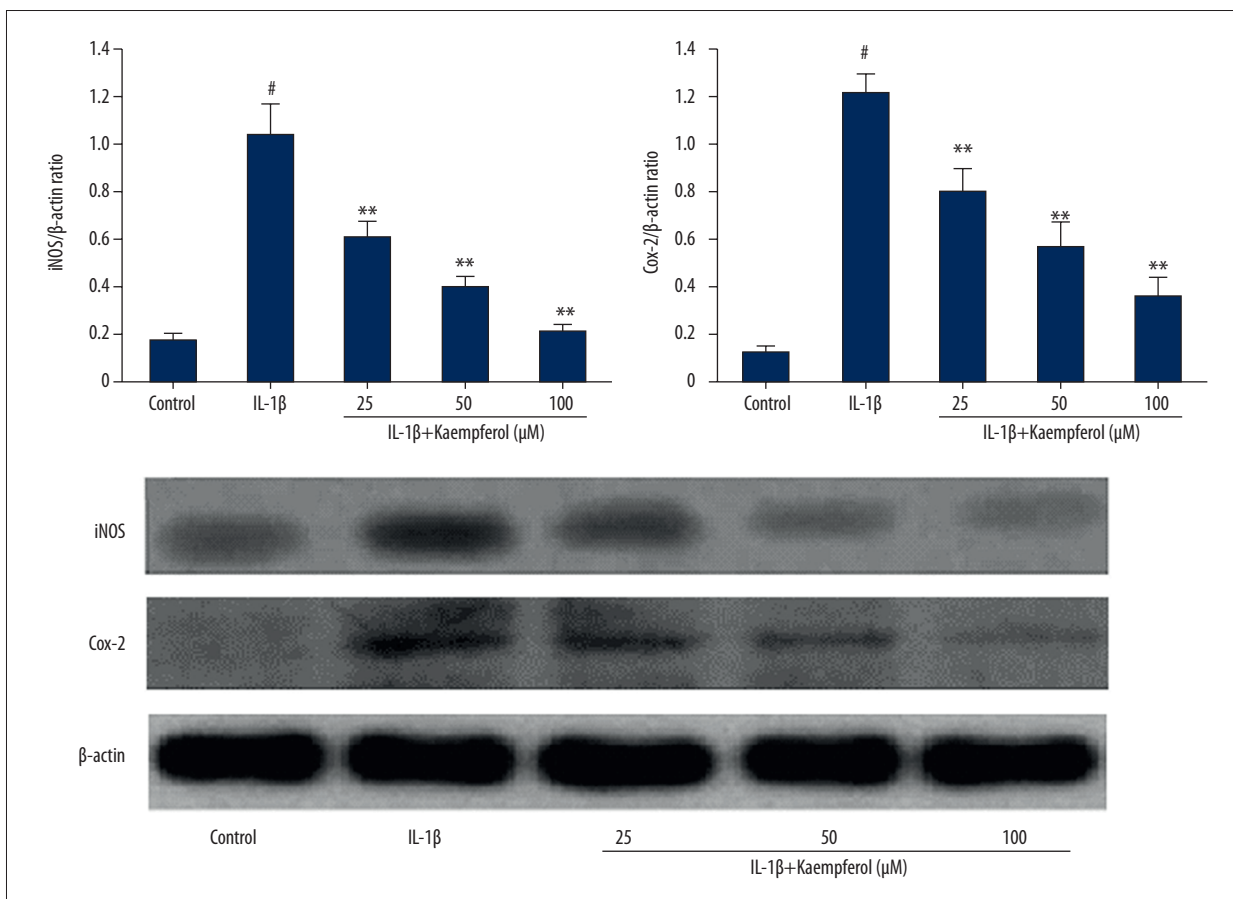 1.4
1.2
1.0
0.8
0.6
0.4
0.2
0
iNOS/β-actin ratio
#
**
**
**
Control
IL-1β
25
50
100
IL-1β+Kaempferol (µM)
1.4
1.2
1.0
0.8
0.6
0.4
0.2
0
Cox-2/β-actin ratio
#
**
**
**
Control
IL-1β
25
50
100
IL-1β+Kaempferol (µM)
iNOS
Cox-2
β-actin
Control
IL-1β
25
50
100
IL-1β+Kaempferol (µM)